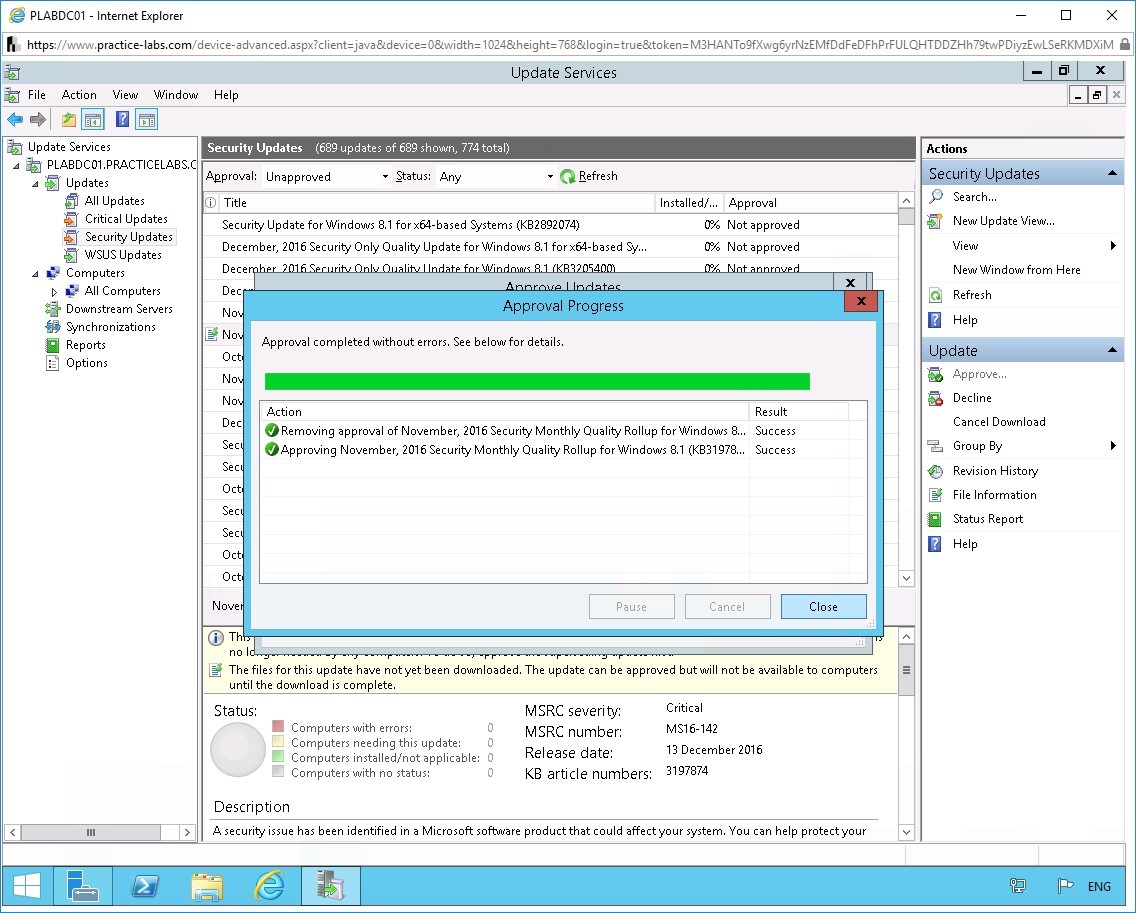 PLABDC01 - Internet Explorer
https://www.practice-labs.com/device-advanced.aspx?client=java&device=0&width=1024&height=768&login=true&token=M3HANTo9fXwg6yrNzEMfDdFeDFhPrFULQHTDDZHh79twPDiyzEwLSeRKMDXiM
Update Services
File Action View Window Help
Update Services
PLABDC01.PRACTICELABS.C
Updates
All Updates
Critical Updates
Security Updates
WSUS Updates
Computers
All Computers
Downstream Servers
Synchronizations
Reports
Options
Security Updates (689 updates of 689 shown, 774 total)
Approval: Unapproved Status: Any Refresh
Title Installed/... Approval
Security Update for Windows 8.1 for x64-based Systems (KB2892074) 0% Not approved
December, 2016 Security Only Quality Update for Windows 8.1 for x64-based Sy... 0% Not approved
December, 2016 Security Only Quality Update for Windows 8.1 (KB3205400) 0% Not approved
Dece
Nov
Nov
Octo
Nov
Nov
Dece
Secu
Secu
Octo
Secu
Secu
Octo
Octo
Approve Updates
Approval Progress
Approval completed without errors. See below for details.
Action Result
Removing approval of November, 2016 Security Monthly Quality Rollup for Windows 8... Success
Approving November, 2016 Security Monthly Quality Rollup for Windows 8.1 (KB31978... Success
Pause Cancel Close
Nover
This is
The files for this update have not yet been downloaded. The update can be approved but will not be available to computers
until the download is complete.
Status:
Computers with errors: 0
Computers needing this update: 0
Computers installed/not applicable: 0
Computers with no status: 0
MSRC severity: Critical
MSRC number: MS16-142
Release date: 13 December 2016
KB article numbers: 3197874
Description
A security issue has been identified in a Microsoft software product that could affect your system. You can help protect your
Actions
Security Updates
Search...
New Update View...
View
New Window from Here
Refresh
Help
Update
Approve...
Decline
Cancel Download
Group By
Revision History
File Information
Status Report
Help
ENG